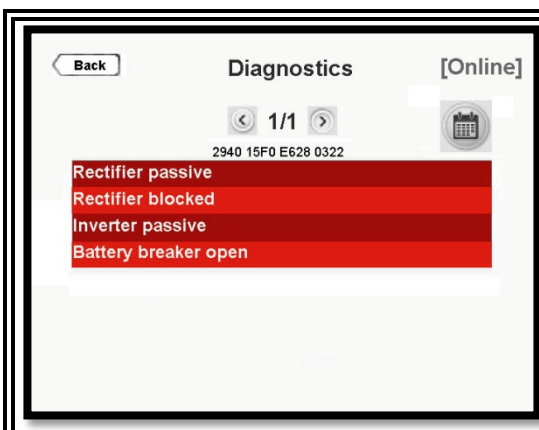 Back
Diagnostics
[Online]
1/1
2940 15F0 E628 0322
Rectifier passive
Rectifier blocked
Inverter passive
Battery breaker open